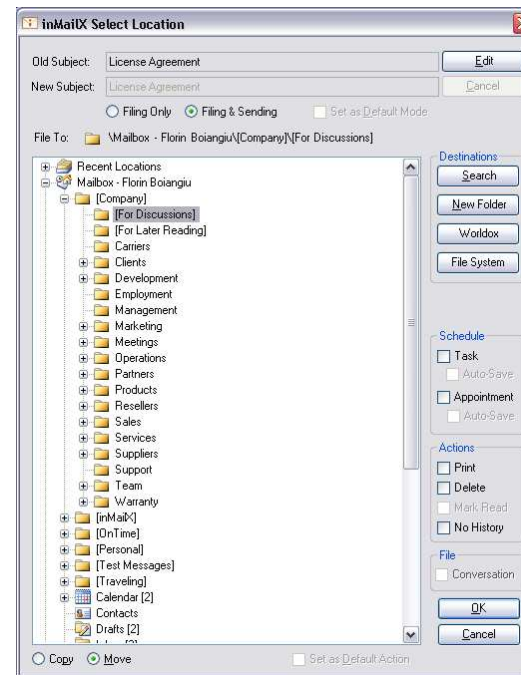 inMailX Select Location
Old Subject: License Agreement Edit
New Subject: License Agreement Cancel
Filing Only Filing & Sending Set as Default Mode
File To: \Mailbox - Florin Boiangiu\[Company]\[For Discussions]
Recent Locations
Mailbox - Florin Boiangiu
[Company]
[For Discussions]
[For Later Reading]
Carriers
Clients
Development
Employment
Management
Marketing
Meetings
Operations
Partners
Products
Resellers
Sales
Services
Suppliers
Support
Team
Warranty
[inMailX]
[OnTime]
[Personal]
[Test Messages]
[Traveling]
Calendar [2]
Contacts
Drafts [2]
Destinations
Search
New Folder
Worldox
File System
Schedule
Task
Auto-Save
Appointment
Auto-Save
Actions
Print
Delete
Mark Read
No History
File
Conversation
OK
Cancel
Copy Move Set as Default Action